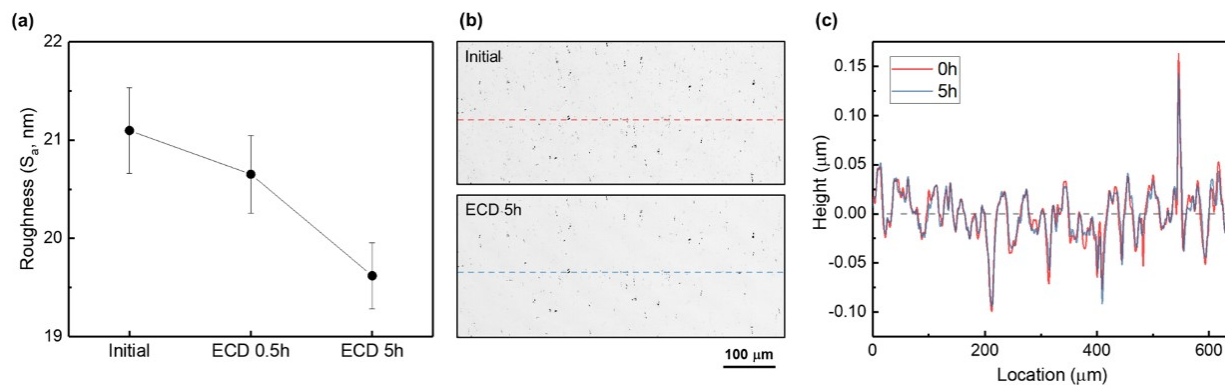 (a)
22
21
20
19
Roughness (Sₐ, nm)
Initial
ECD 0.5h
ECD 5h
(b)
Initial
ECD 5h
100 μm
(c)
0h
5h
0.15
0.10
0.05
0.00
-0.05
-0.10
Height (μm)
0
200
400
600
Location (μm)